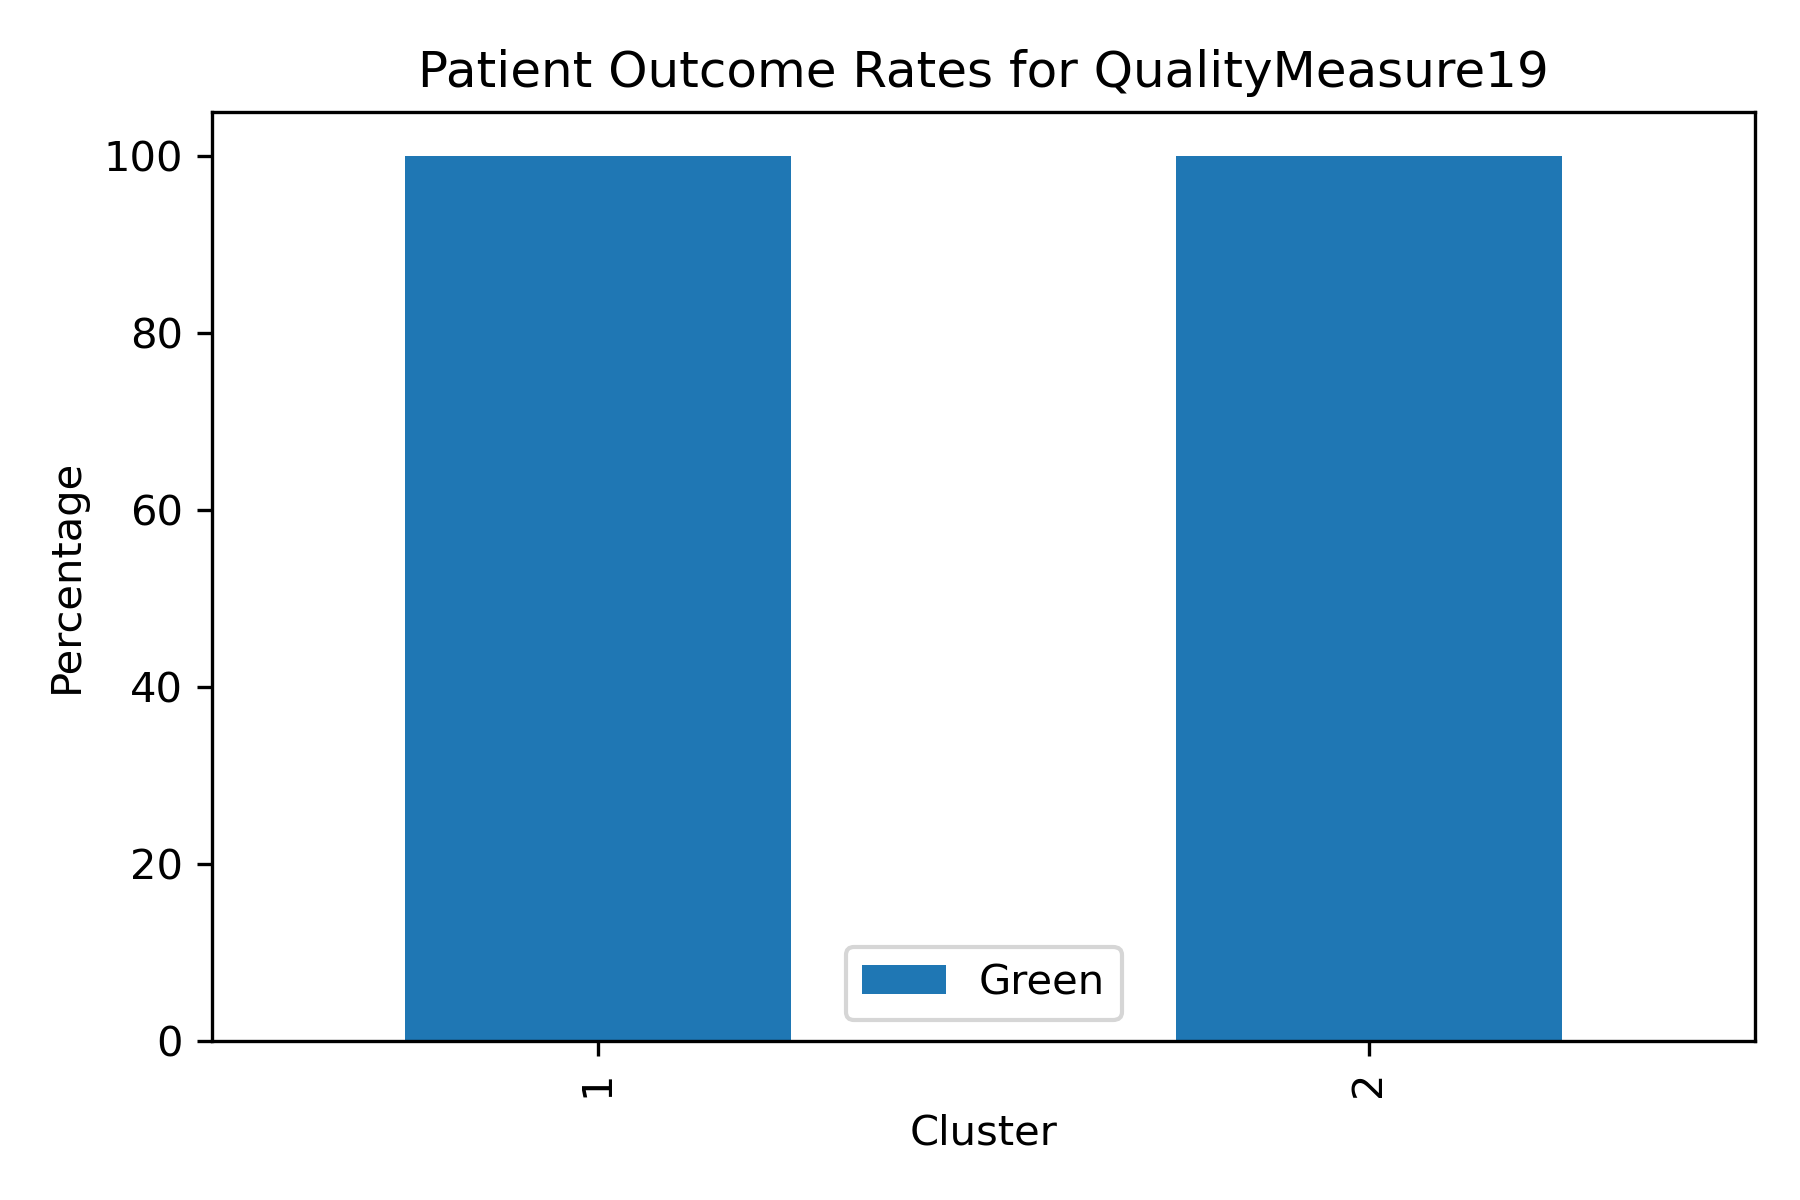 Patient Outcome Rates for QualityMeasure19
Percentage
100
80
60
40
20
0
Green
1
2
Cluster